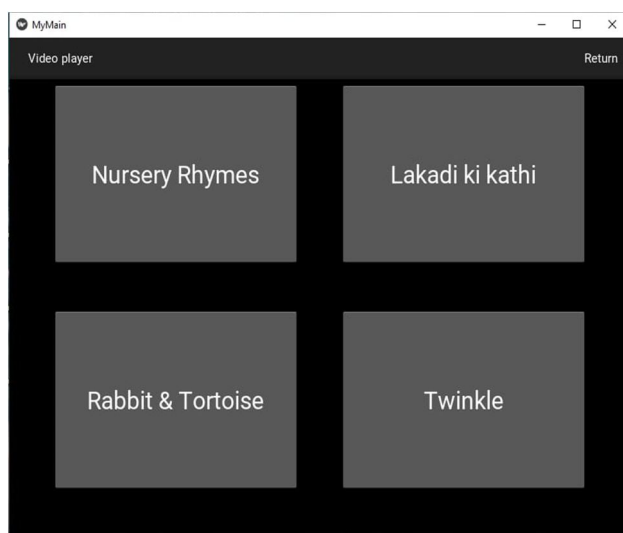 MyMain
Video player Return
Nursery Rhymes Lakadi ki kathi
Rabbit & Tortoise Twinkle